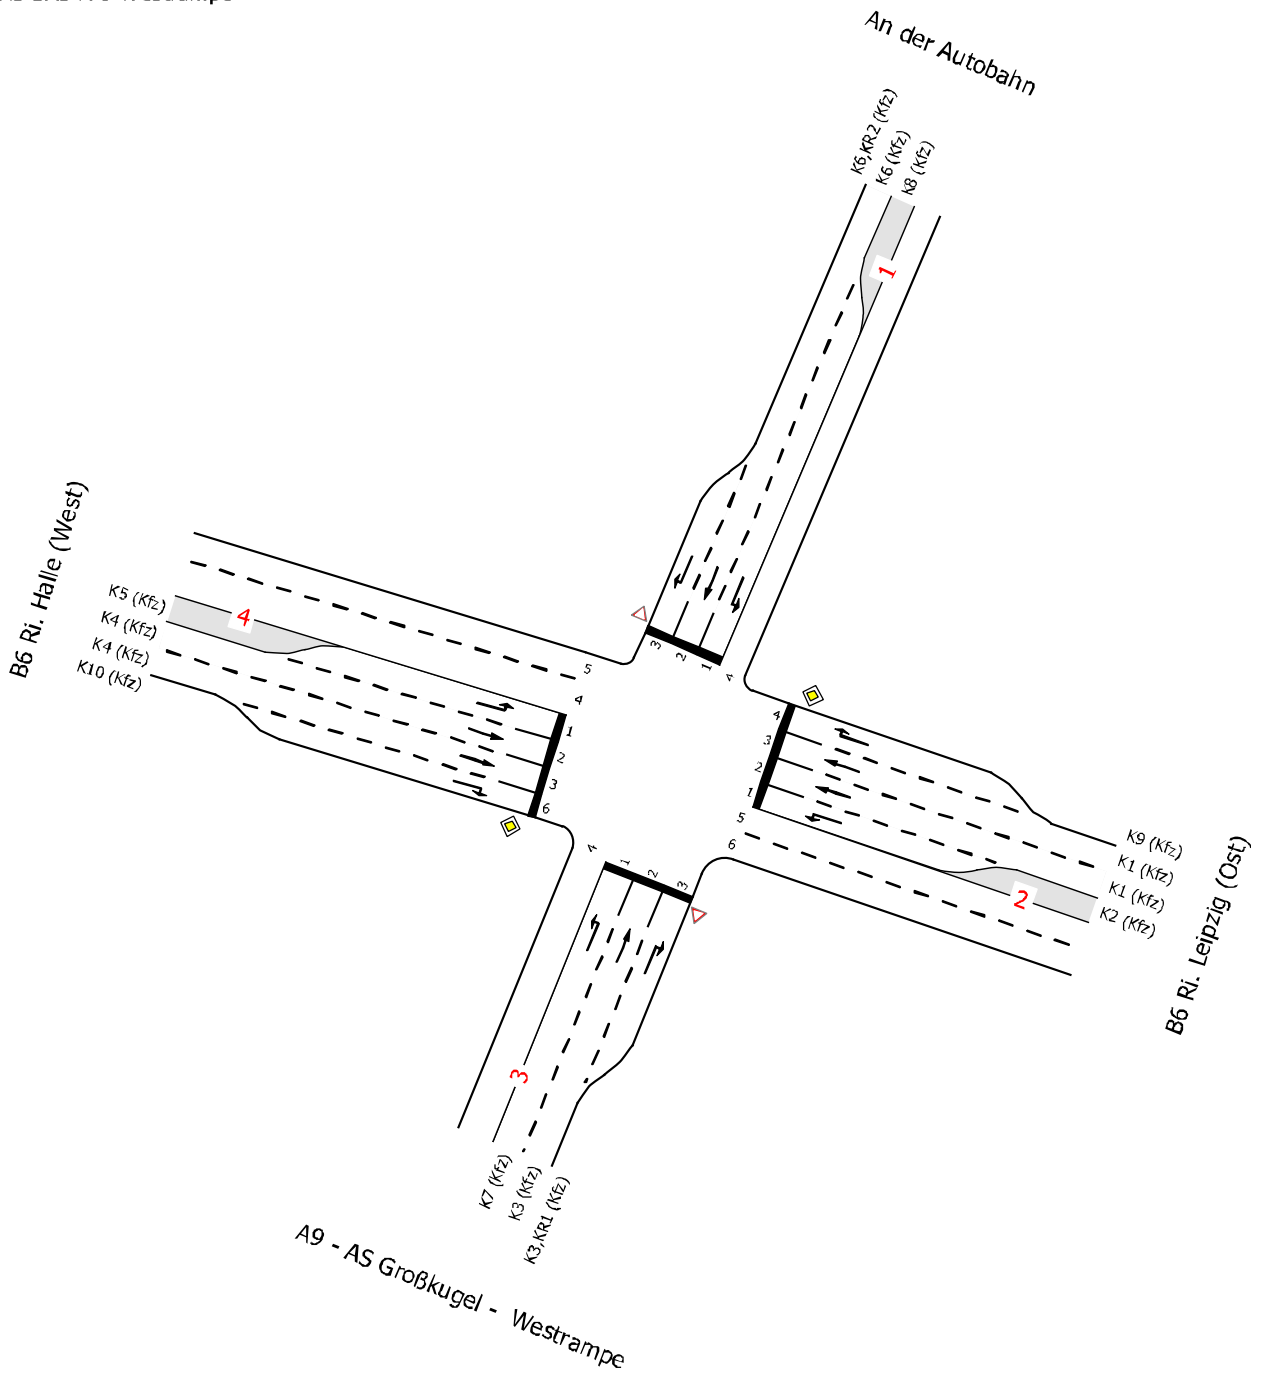 An der Autobahn
K6,KR2 (Kfz)
K6 (Kfz)
K8 (Kfz)
1
3
2
1
4
B6 Ri. Halle (West)
K5 (Kfz)
K4 (Kfz)
K4 (Kfz)
K10 (Kfz)
4
5
4
1
2
3
6
4
3
2
1
5
6
K9 (Kfz)
K1 (Kfz)
K1 (Kfz)
K2 (Kfz)
2
B6 Ri. Leipzig (Ost)
4
1
2
3
3
K7 (Kfz)
K3 (Kfz)
K3,KR1 (Kfz)
A9 - AS Großkugel - Westrampe